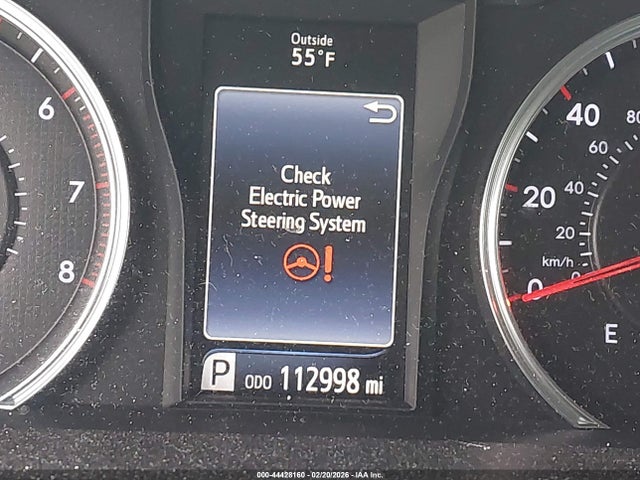 Outside
55°F
Check
Electric Power
Steering System
!
P ODO 112998 mi
6
7
8
40
20
0
80
60
40
20
km/h
0
E
000-44428160 - 02/20/2026 - IAA Inc.